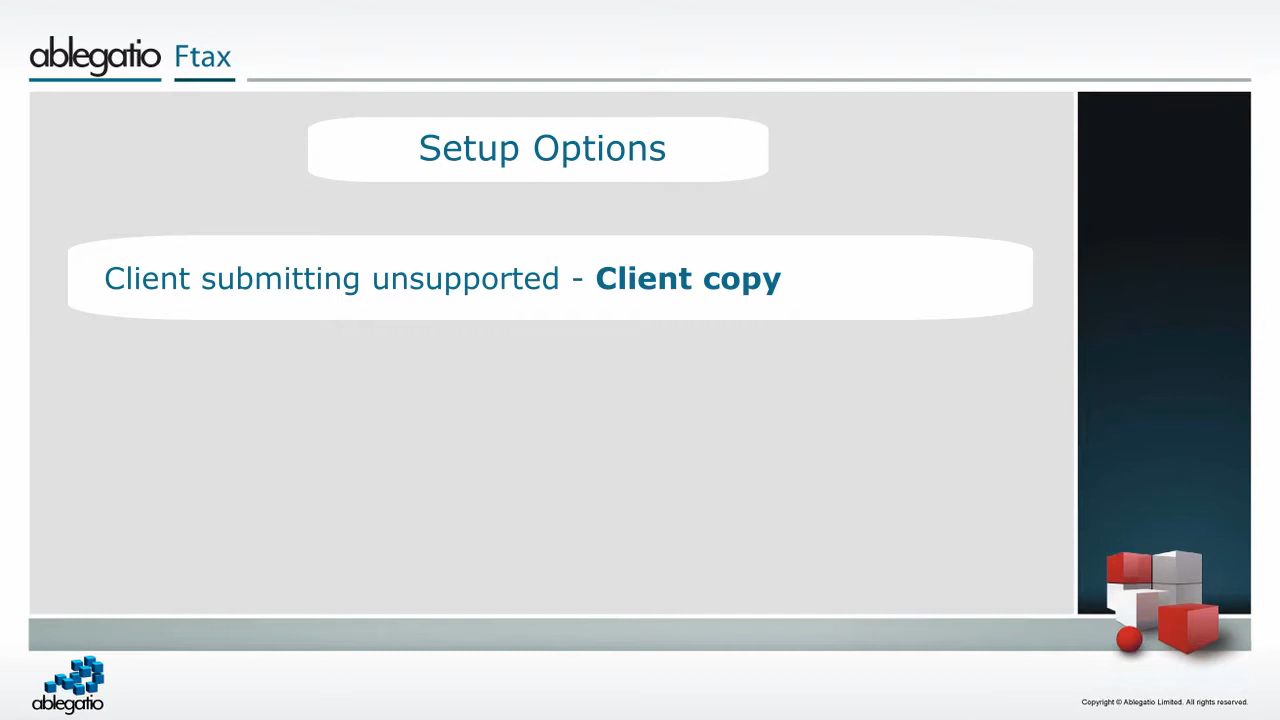 ablegatio Ftax
Setup Options
Client submitting unsupported - Client copy
ablegatio
Copyright © Ablegatio Limited. All rights reserved.